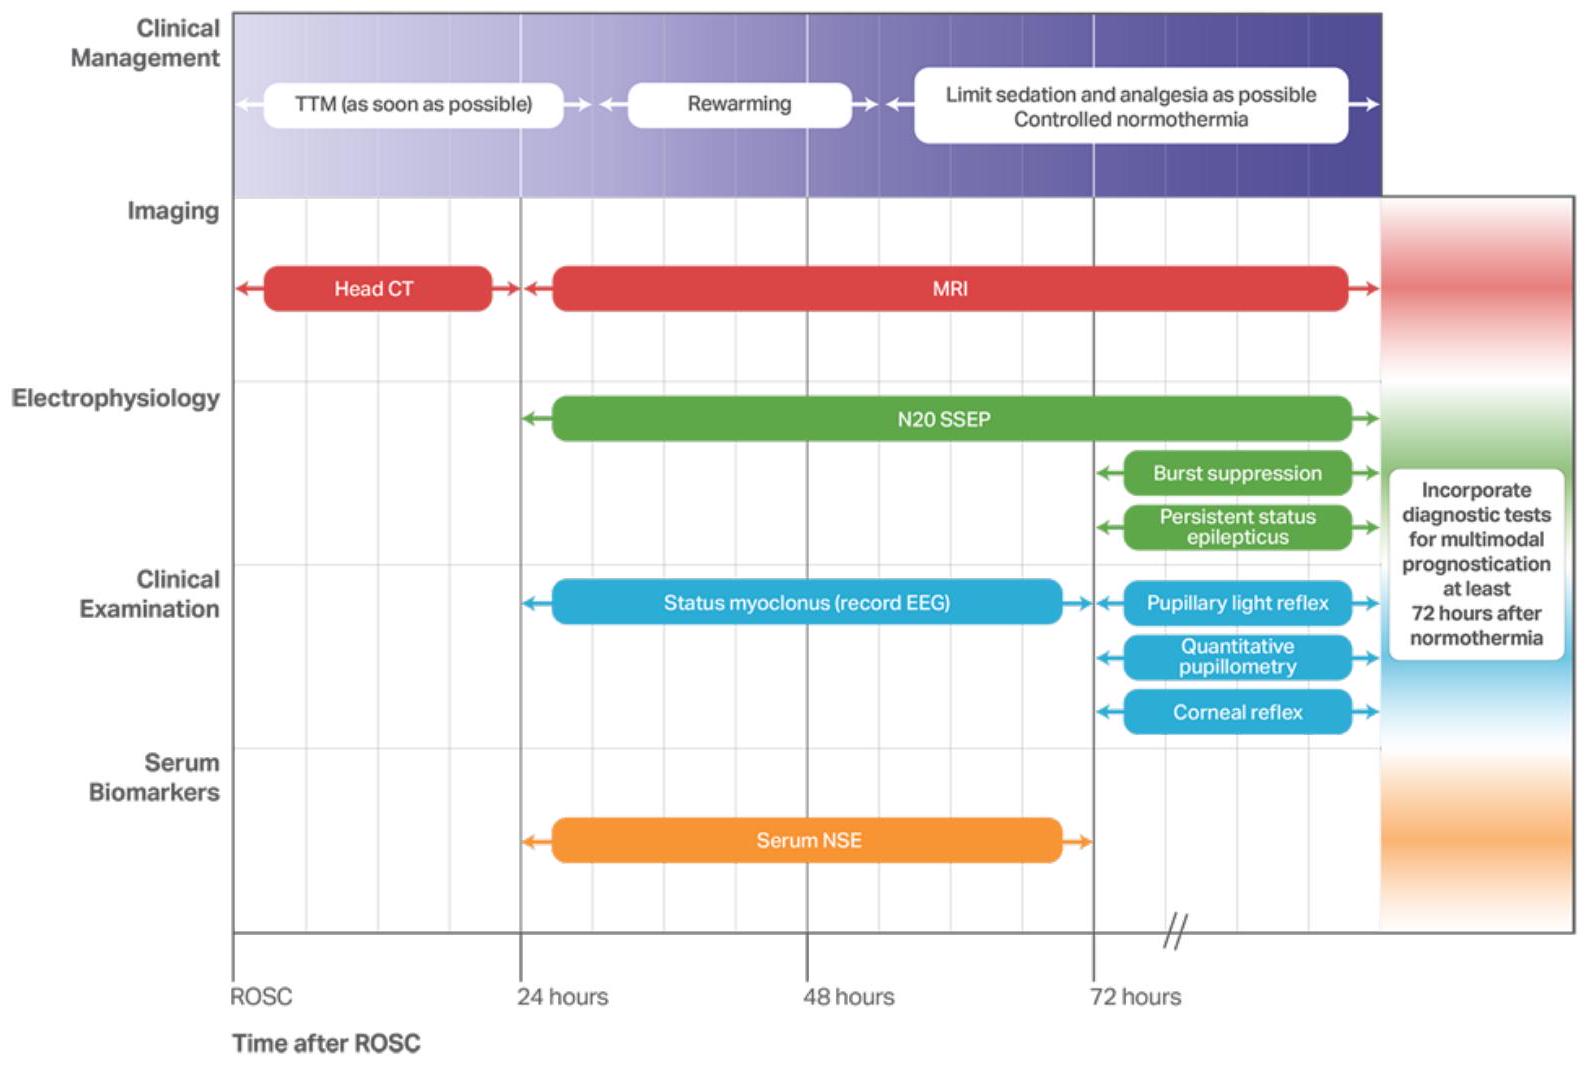 Clinical
Management
TTM (as soon as possible)
Rewarming
Limit sedation and analgesia as possible
Controlled normothermia
Imaging
Head CT
MRI
Electrophysiology
N20 SSEP
Burst suppression
Persistent status
epilepticus
Clinical
Examination
Status myoclonus (record EEG)
Pupillary light reflex
Quantitative
pupillometry
Corneal reflex
Serum
Biomarkers
Serum NSE
Incorporate
diagnostic tests
for multimodal
prognostication
at least
72 hours after
normothermia
ROSC
24 hours
48 hours
72 hours
Time after ROSC